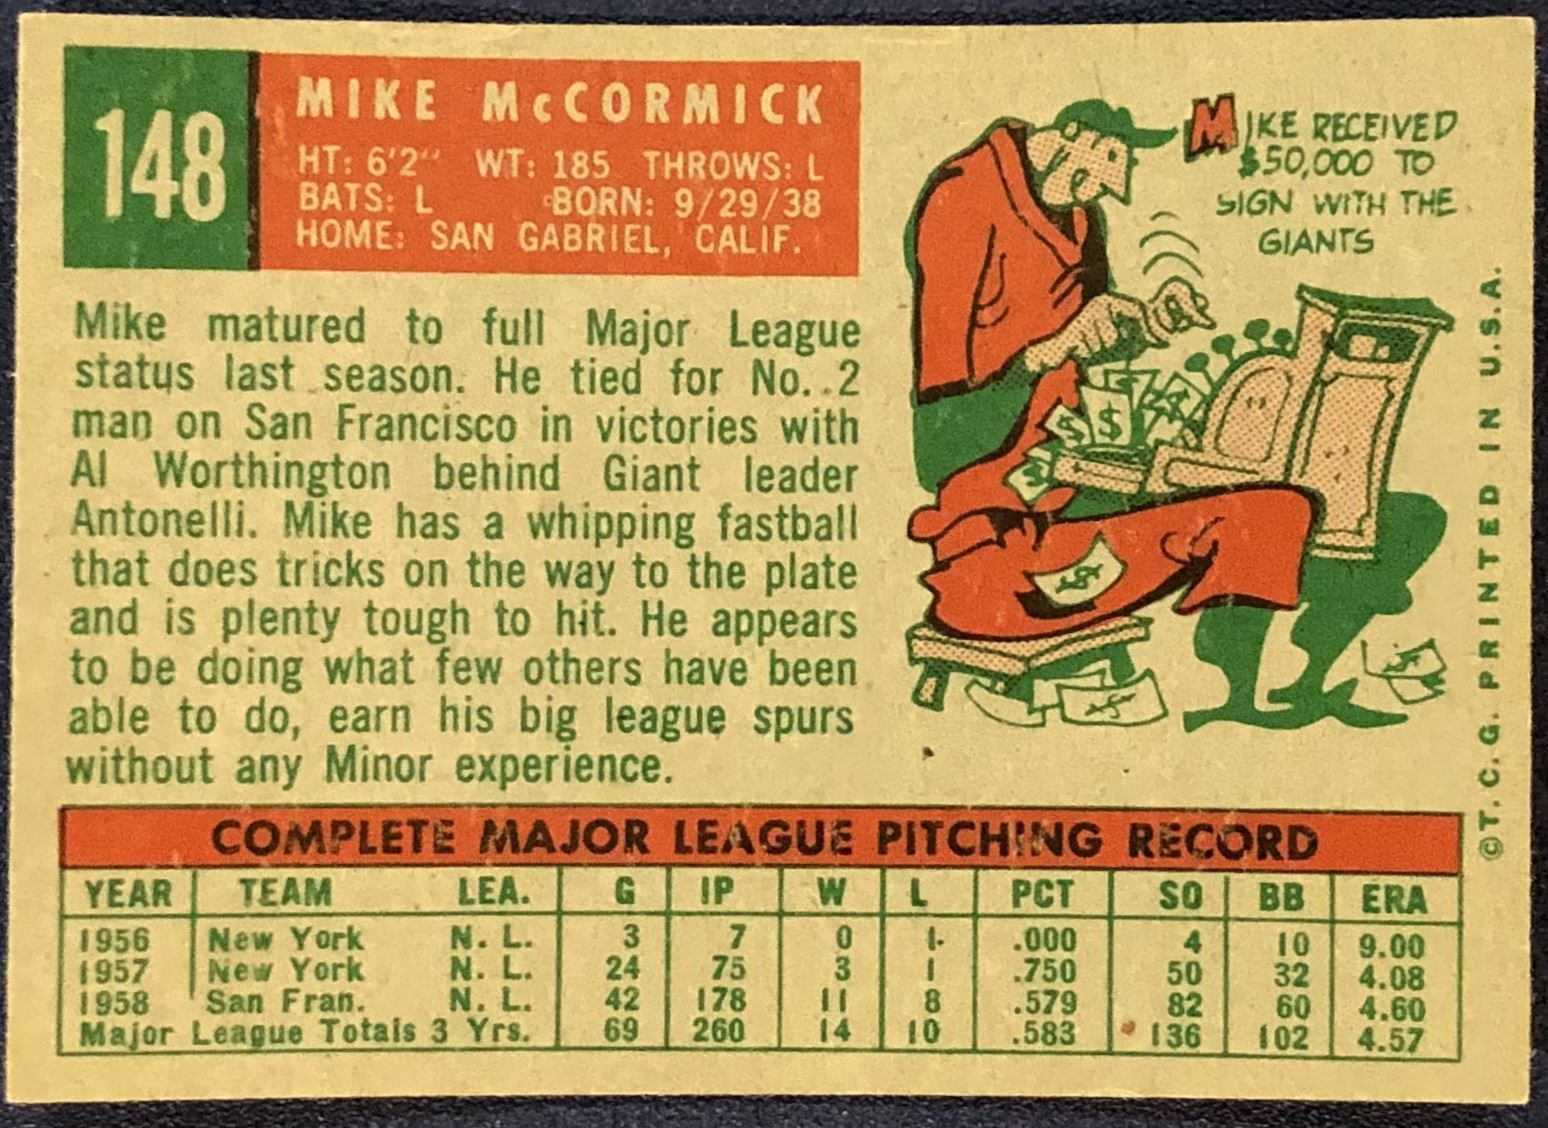 148
MIKE McCORMICK
HT: 6'2" WT: 185 THROWS: L
BATS: L BORN: 9/29/38
HOME: SAN GABRIEL, CALIF.
Mike matured to full Major League
status last season. He tied for No. 2
man on San Francisco in victories with
Al Worthington behind Giant leader
Antonelli. Mike has a whipping fastball
that does tricks on the way to the plate
and is plenty tough to hit. He appears
to be doing what few others have been
able to do, earn his big league spurs
without any Minor experience.
MIKE RECEIVED
$50,000 TO
SIGN WITH THE
GIANTS
$ $ $ $ $ $ $
©T.C.G. PRINTED IN U.S.A.
COMPLETE MAJOR LEAGUE PITCHING RECORD
YEAR TEAM LEA. G IP W L PCT SO BB ERA
1956 New York N. L. 3 7 0 1 .000 4 10 9.00
1957 New York N. L. 24 75 3 1 .750 50 32 4.08
1958 San Fran. N. L. 42 178 11 8 .579 82 60 4.60
Major League Totals 3 Yrs. 69 260 14 10 .583 136 102 4.57